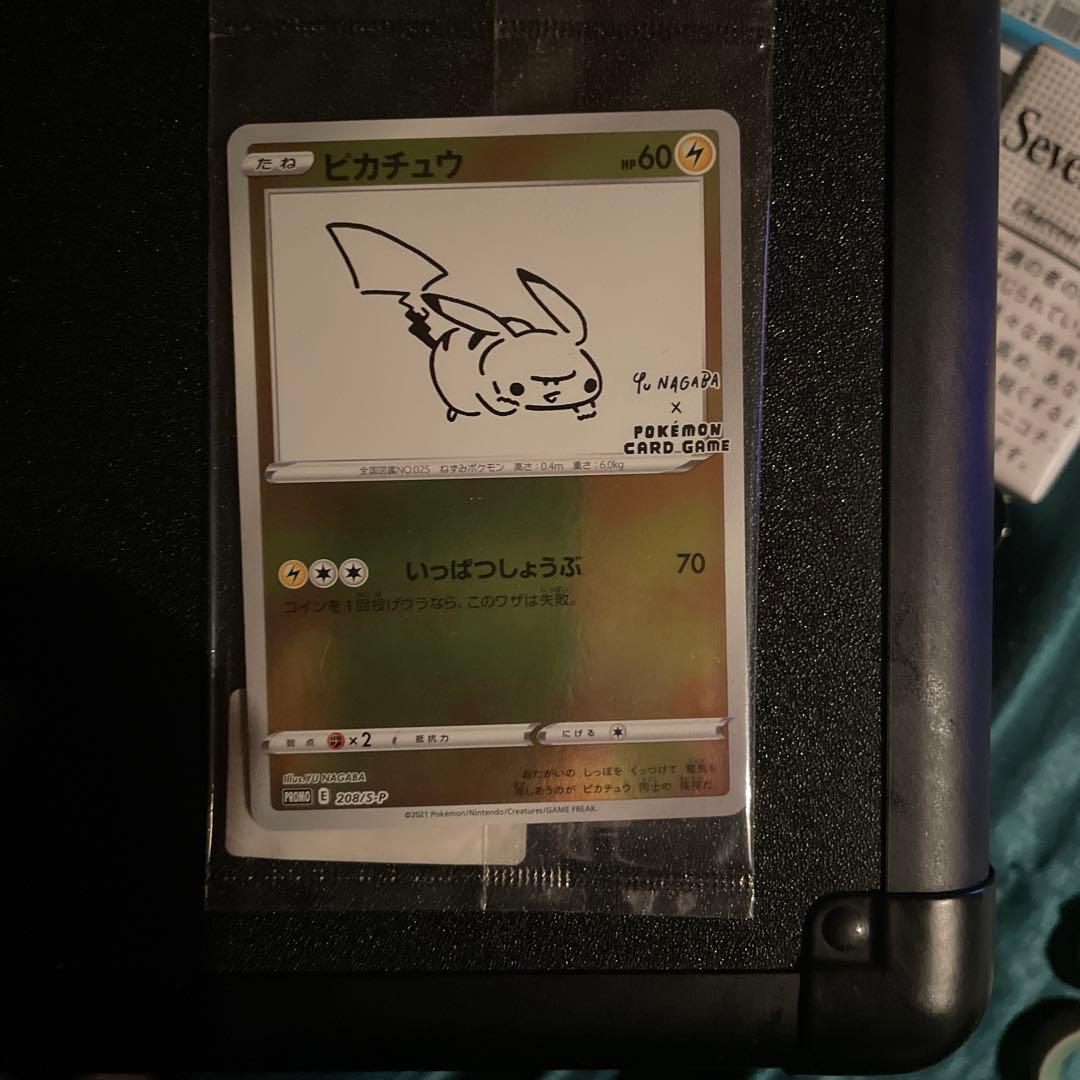 たね ピカチュウ HP60
Yu NAGABA
×
POKÉMON
CARD GAME
全国図鑑NO.025 ねずみポケモン 高さ:0.4m 重さ:6.0kg
いっぱつしょうぶ 70
コインを1回投げウラなら、このワザは失敗。
弱点 ×2 抵抗力 にげる
Illus.YU NAGABA
おたがいの しっぽを くっつけて 電気を
流しあうのが ピカチュウ 同士の 挨拶だ。
PROMO E 208/S-P
©2021 Pokémon/Nintendo/Creatures/GAME FREAK.
Seve